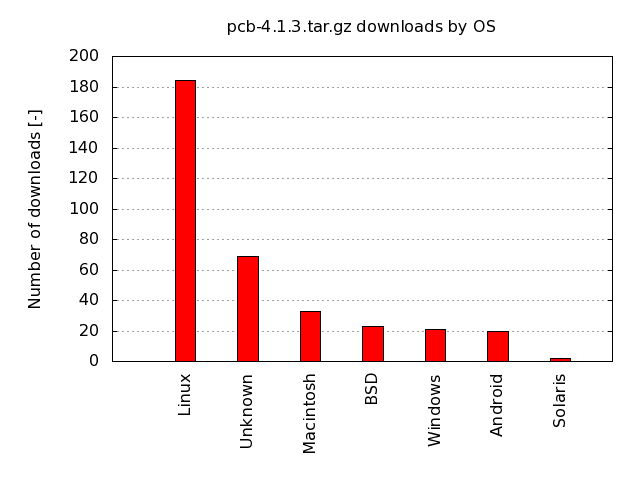 pcb-4.1.3.tar.gz downloads by OS
Number of downloads [-]
200
180
160
140
120
100
80
60
40
20
0
Linux
Unknown
Macintosh
BSD
Windows
Android
Solaris